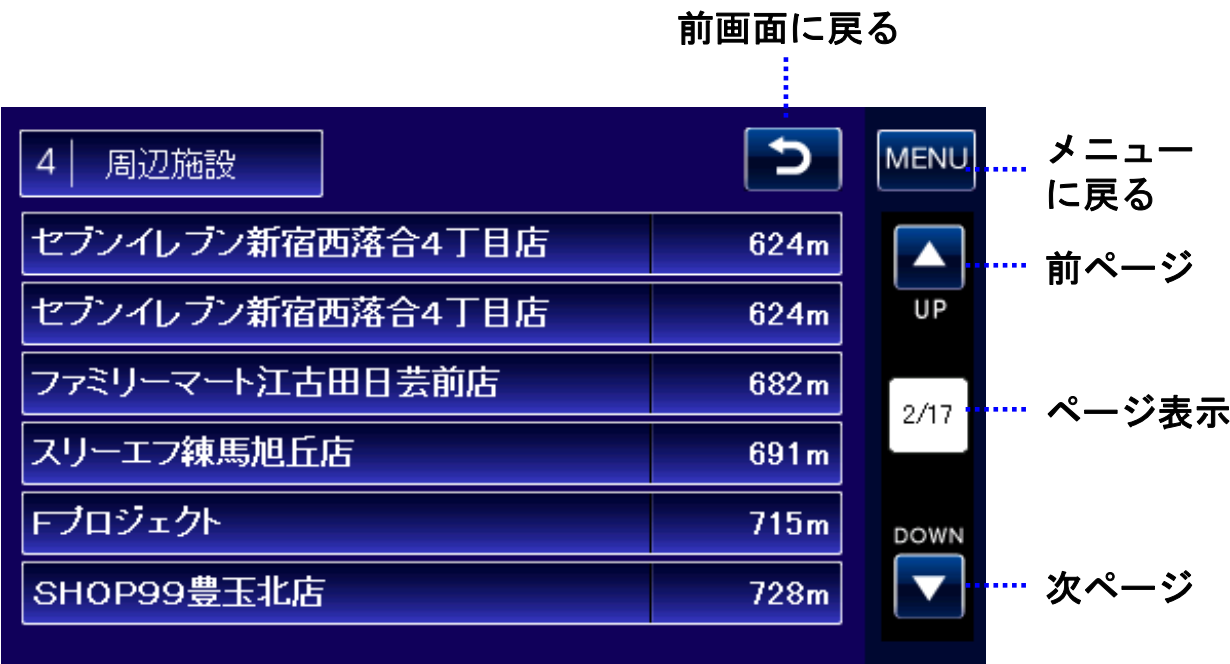 前画面に戻る
4 周辺施設
MENU
メニュー
に戻る
セブンイレブン新宿西落合4丁目店 624m
前ページ
セブンイレブン新宿西落合4丁目店 624m
UP
ファミリーマート江古田日芸前店 682m
2/17
ページ表示
スリーエフ練馬旭丘店 691m
Fプロジェクト 715m
DOWN
SHOP99豊玉北店 728m
次ページ